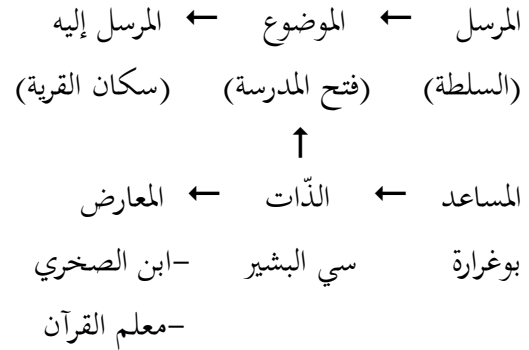 المرسل ← الموضوع ← المرسل إليه
(السلطة) (فتح المدرسة) (سكان القرية)
↑
المساعد ← الذّات ← المعارض
بوغرارة سي البشير -ابن الصخري
-معلم القرآن